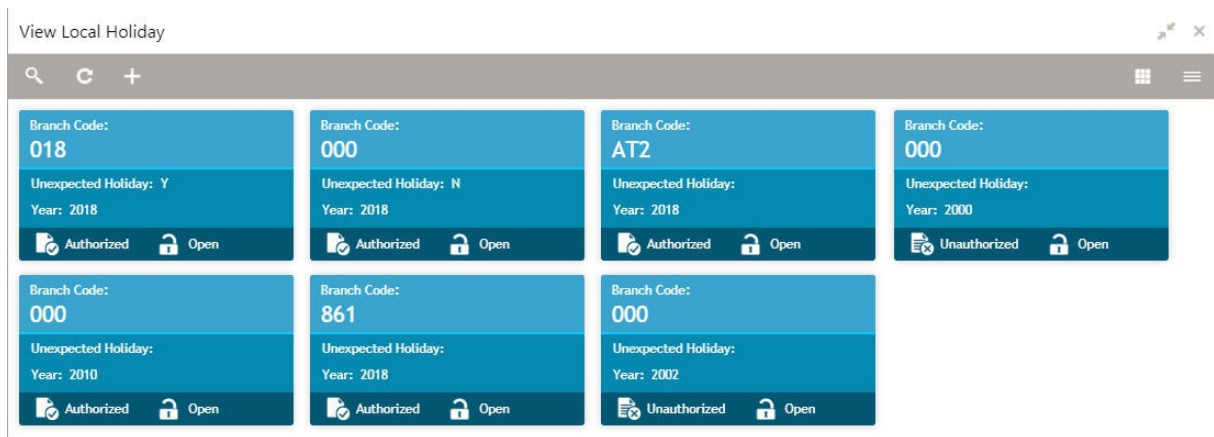 View Local Holiday
Branch Code:
018
Unexpected Holiday: Y
Year: 2018
Authorized Open
Branch Code:
000
Unexpected Holiday: N
Year: 2018
Authorized Open
Branch Code:
AT2
Unexpected Holiday:
Year: 2018
Authorized Open
Branch Code:
000
Unexpected Holiday:
Year: 2000
Unauthorized Open
Branch Code:
000
Unexpected Holiday:
Year: 2010
Authorized Open
Branch Code:
861
Unexpected Holiday:
Year: 2018
Authorized Open
Branch Code:
000
Unexpected Holiday:
Year: 2002
Unauthorized Open